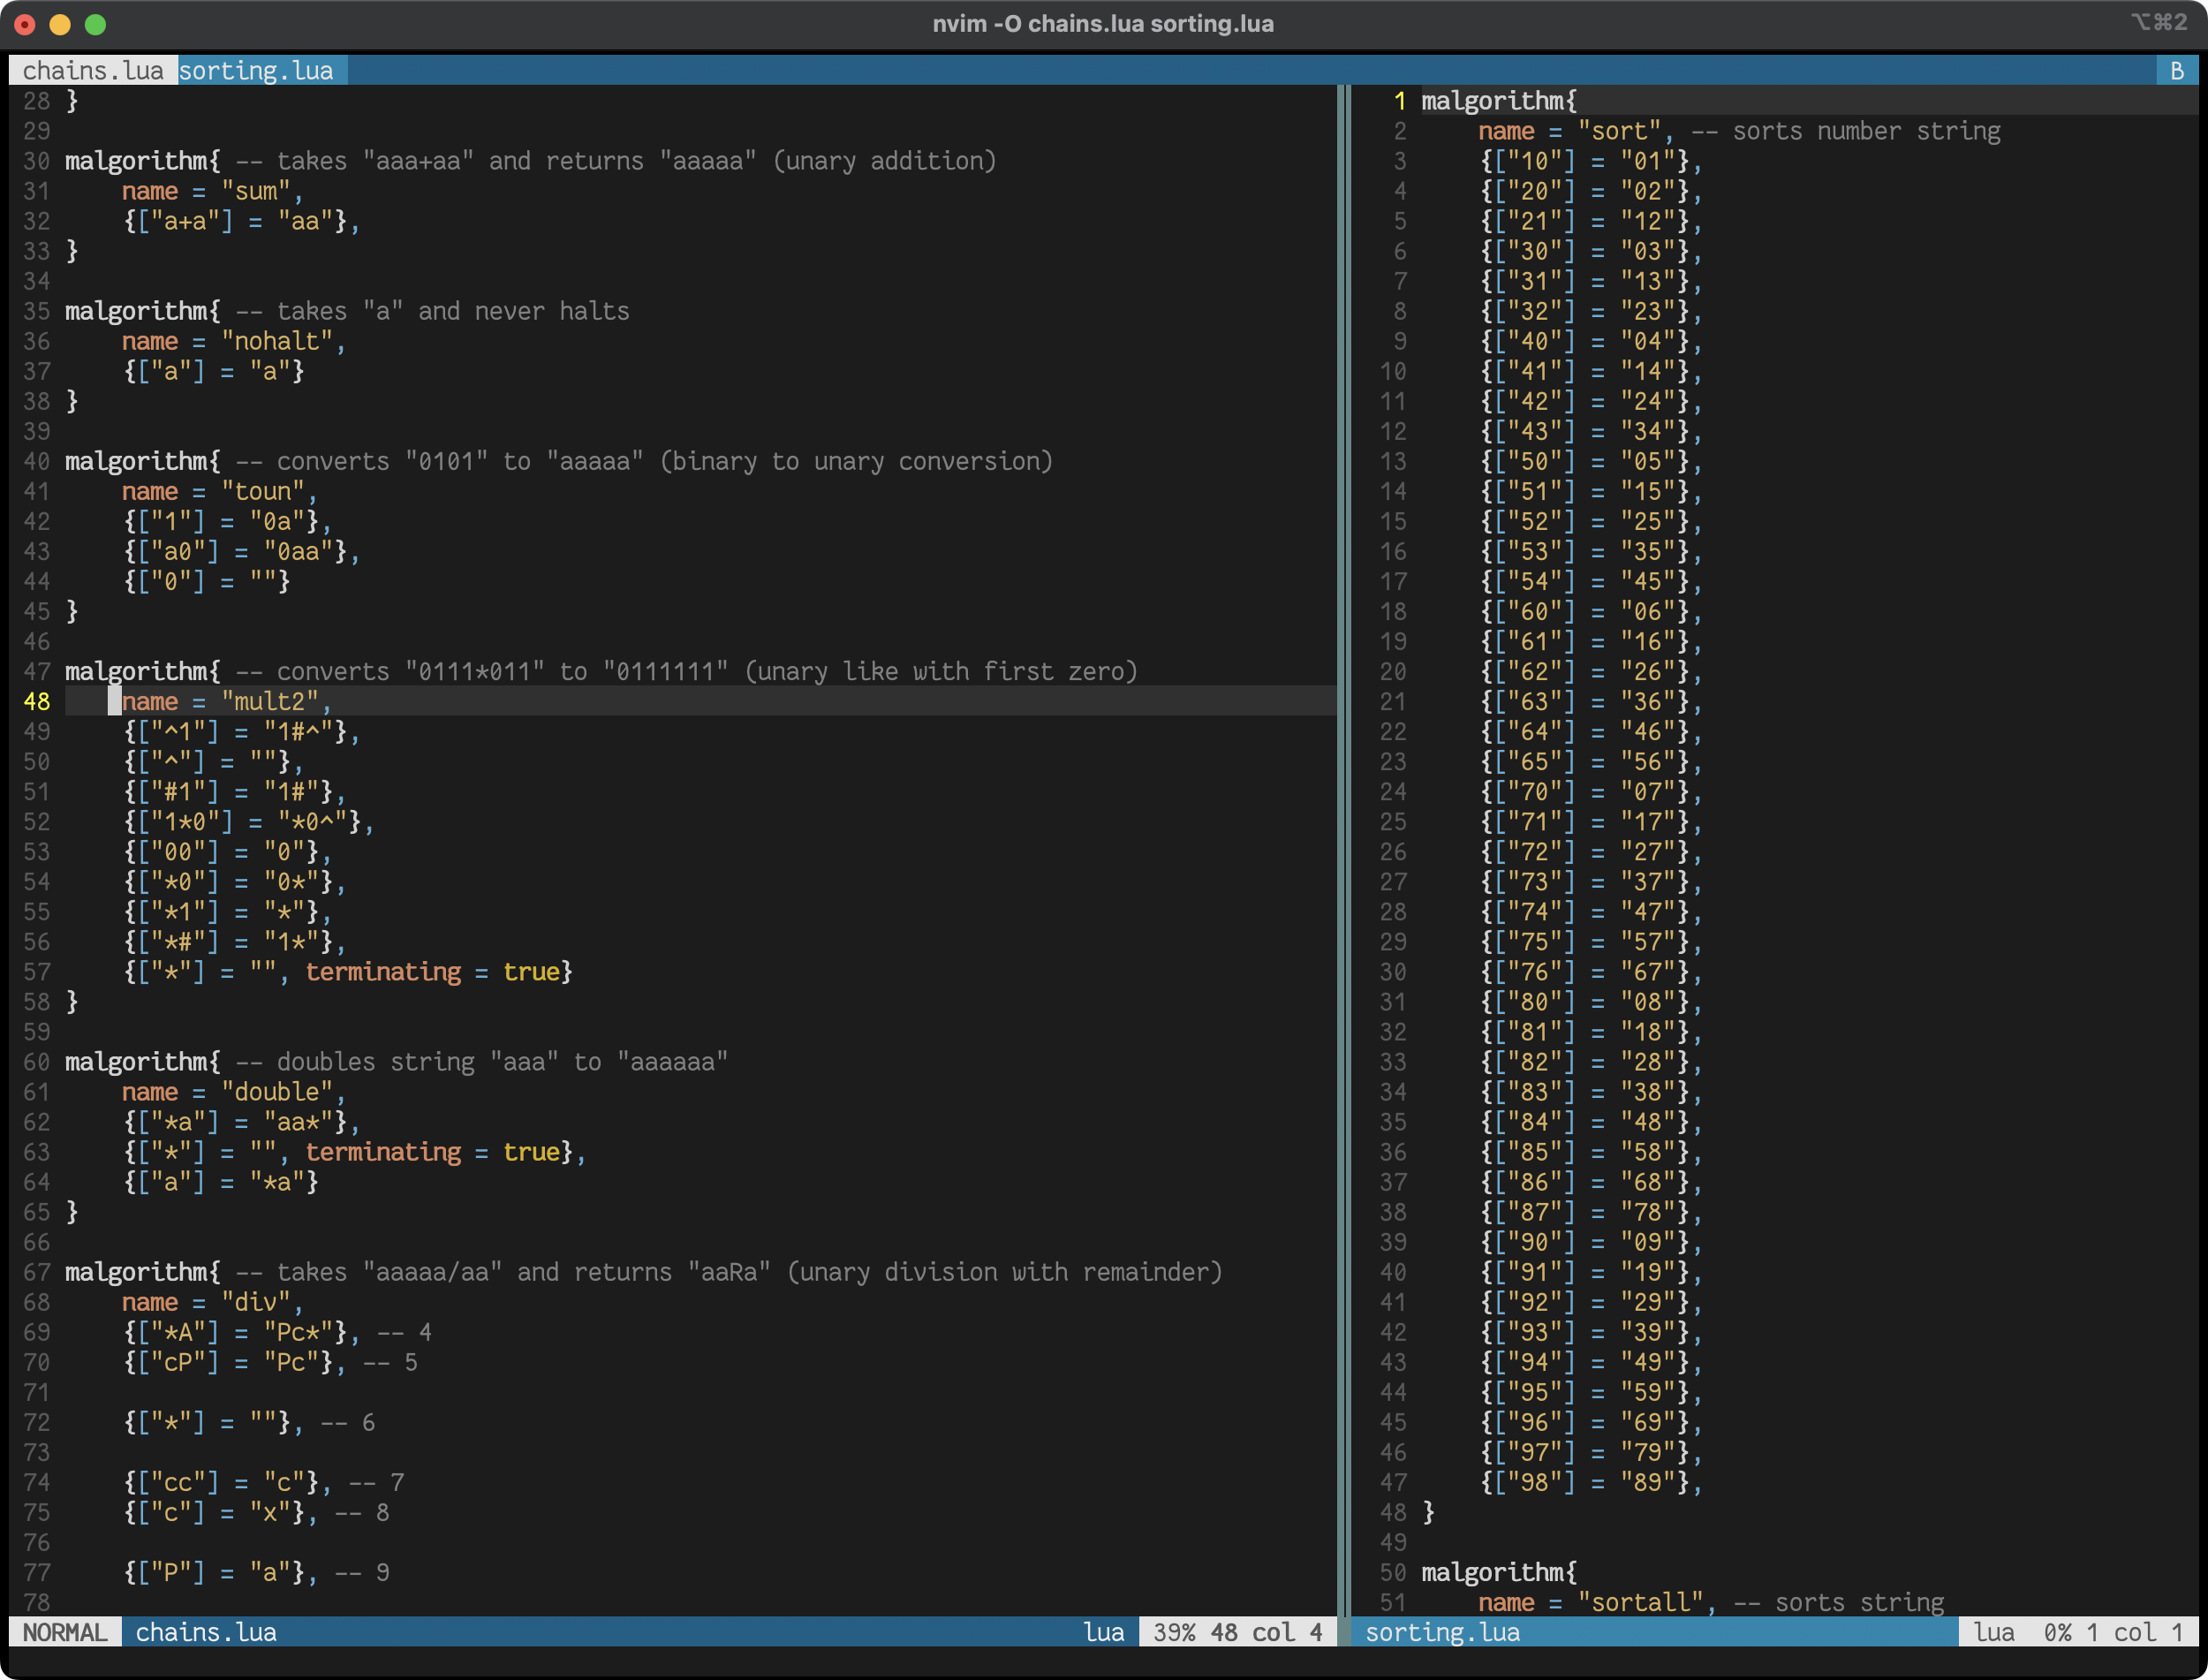 nvim -O chains.lua sorting.lua
⌥⌘2
chains.lua sorting.lua
B
28 }
29
30 malgorithm{ -- takes "aaa+aa" and returns "aaaaa" (unary addition)
31     name = "sum",
32     {["a+a"] = "aa"},
33 }
34
35 malgorithm{ -- takes "a" and never halts
36     name = "nohalt",
37     {["a"] = "a"}
38 }
39
40 malgorithm{ -- converts "0101" to "aaaaa" (binary to unary conversion)
41     name = "toun",
42     {["1"] = "0a"},
43     {["a0"] = "0aa"},
44     {["0"] = ""}
45 }
46
47 malgorithm{ -- converts "0111*011" to "0111111" (unary like with first zero)
48     name = "mult2",
49     {["^1"] = "1#^"},
50     {["^"] = ""},
51     {["#1"] = "1#"},
52     {["1*0"] = "*0^"},
53     {["00"] = "0"},
54     {["*0"] = "0*"},
55     {["*1"] = "*"},
56     {["*#"] = "1*"},
57     {["*"] = "", terminating = true}
58 }
59
60 malgorithm{ -- doubles string "aaa" to "aaaaaa"
61     name = "double",
62     {["*a"] = "aa*"},
63     {["*"] = "", terminating = true},
64     {["a"] = "*a"}
65 }
66
67 malgorithm{ -- takes "aaaaa/aa" and returns "aaRa" (unary division with remainder)
68     name = "div",
69     {["*A"] = "Pc*"}, -- 4
70     {["cP"] = "Pc"}, -- 5
71
72     {["*"] = ""}, -- 6
73
74     {["cc"] = "c"}, -- 7
75     {["c"] = "x"}, -- 8
76
77     {["P"] = "a"}, -- 9
78
NORMAL chains.lua lua 39% 48 col 4
1 malgorithm{
2     name = "sort", -- sorts number string
3     {["10"] = "01"},
4     {["20"] = "02"},
5     {["21"] = "12"},
6     {["30"] = "03"},
7     {["31"] = "13"},
8     {["32"] = "23"},
9     {["40"] = "04"},
10     {["41"] = "14"},
11     {["42"] = "24"},
12     {["43"] = "34"},
13     {["50"] = "05"},
14     {["51"] = "15"},
15     {["52"] = "25"},
16     {["53"] = "35"},
17     {["54"] = "45"},
18     {["60"] = "06"},
19     {["61"] = "16"},
20     {["62"] = "26"},
21     {["63"] = "36"},
22     {["64"] = "46"},
23     {["65"] = "56"},
24     {["70"] = "07"},
25     {["71"] = "17"},
26     {["72"] = "27"},
27     {["73"] = "37"},
28     {["74"] = "47"},
29     {["75"] = "57"},
30     {["76"] = "67"},
31     {["80"] = "08"},
32     {["81"] = "18"},
33     {["82"] = "28"},
34     {["83"] = "38"},
35     {["84"] = "48"},
36     {["85"] = "58"},
37     {["86"] = "68"},
38     {["87"] = "78"},
39     {["90"] = "09"},
40     {["91"] = "19"},
41     {["92"] = "29"},
42     {["93"] = "39"},
43     {["94"] = "49"},
44     {["95"] = "59"},
45     {["96"] = "69"},
46     {["97"] = "79"},
47     {["98"] = "89"},
48 }
49
50 malgorithm{
51     name = "sortall", -- sorts string
sorting.lua lua 0% 1 col 1